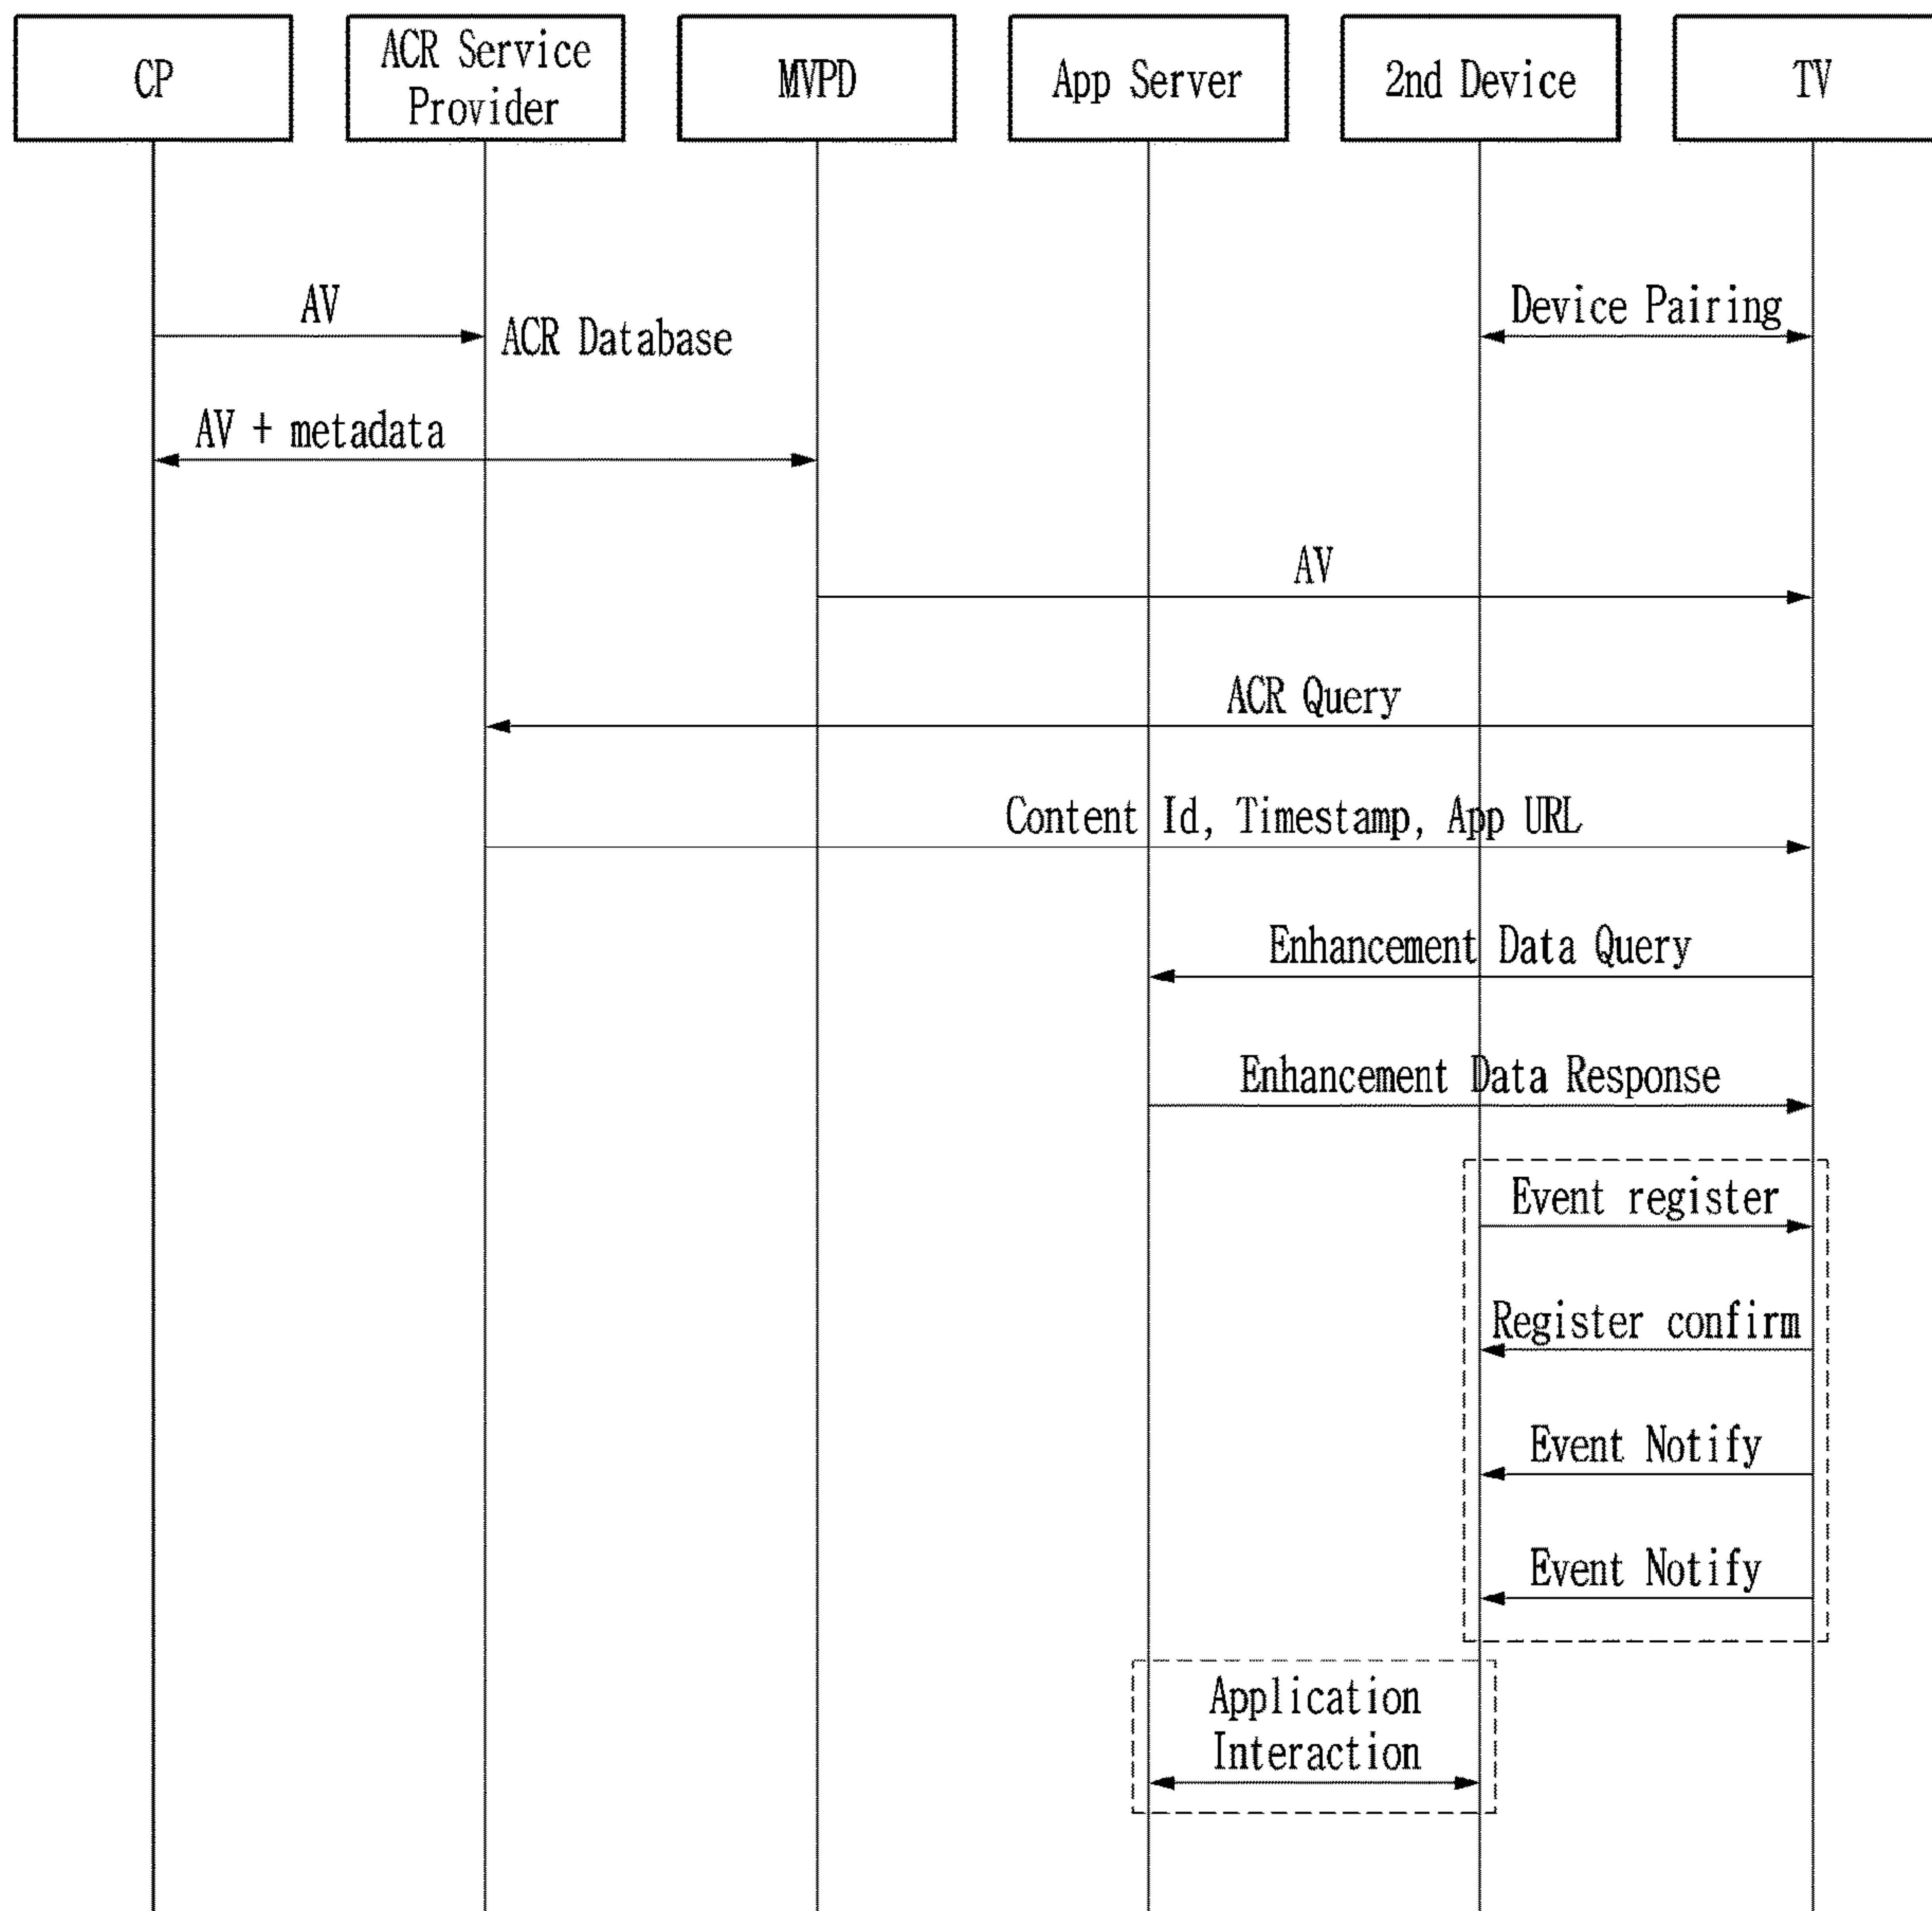 CP
ACR Service
Provider
MVPD
App Server
2nd Device
TV
AV
ACR Database
Device Pairing
AV + metadata
AV
ACR Query
Content Id, Timestamp, App URL
Enhancement Data Query
Enhancement Data Response
Event register
Register confirm
Event Notify
Event Notify
Application
Interaction